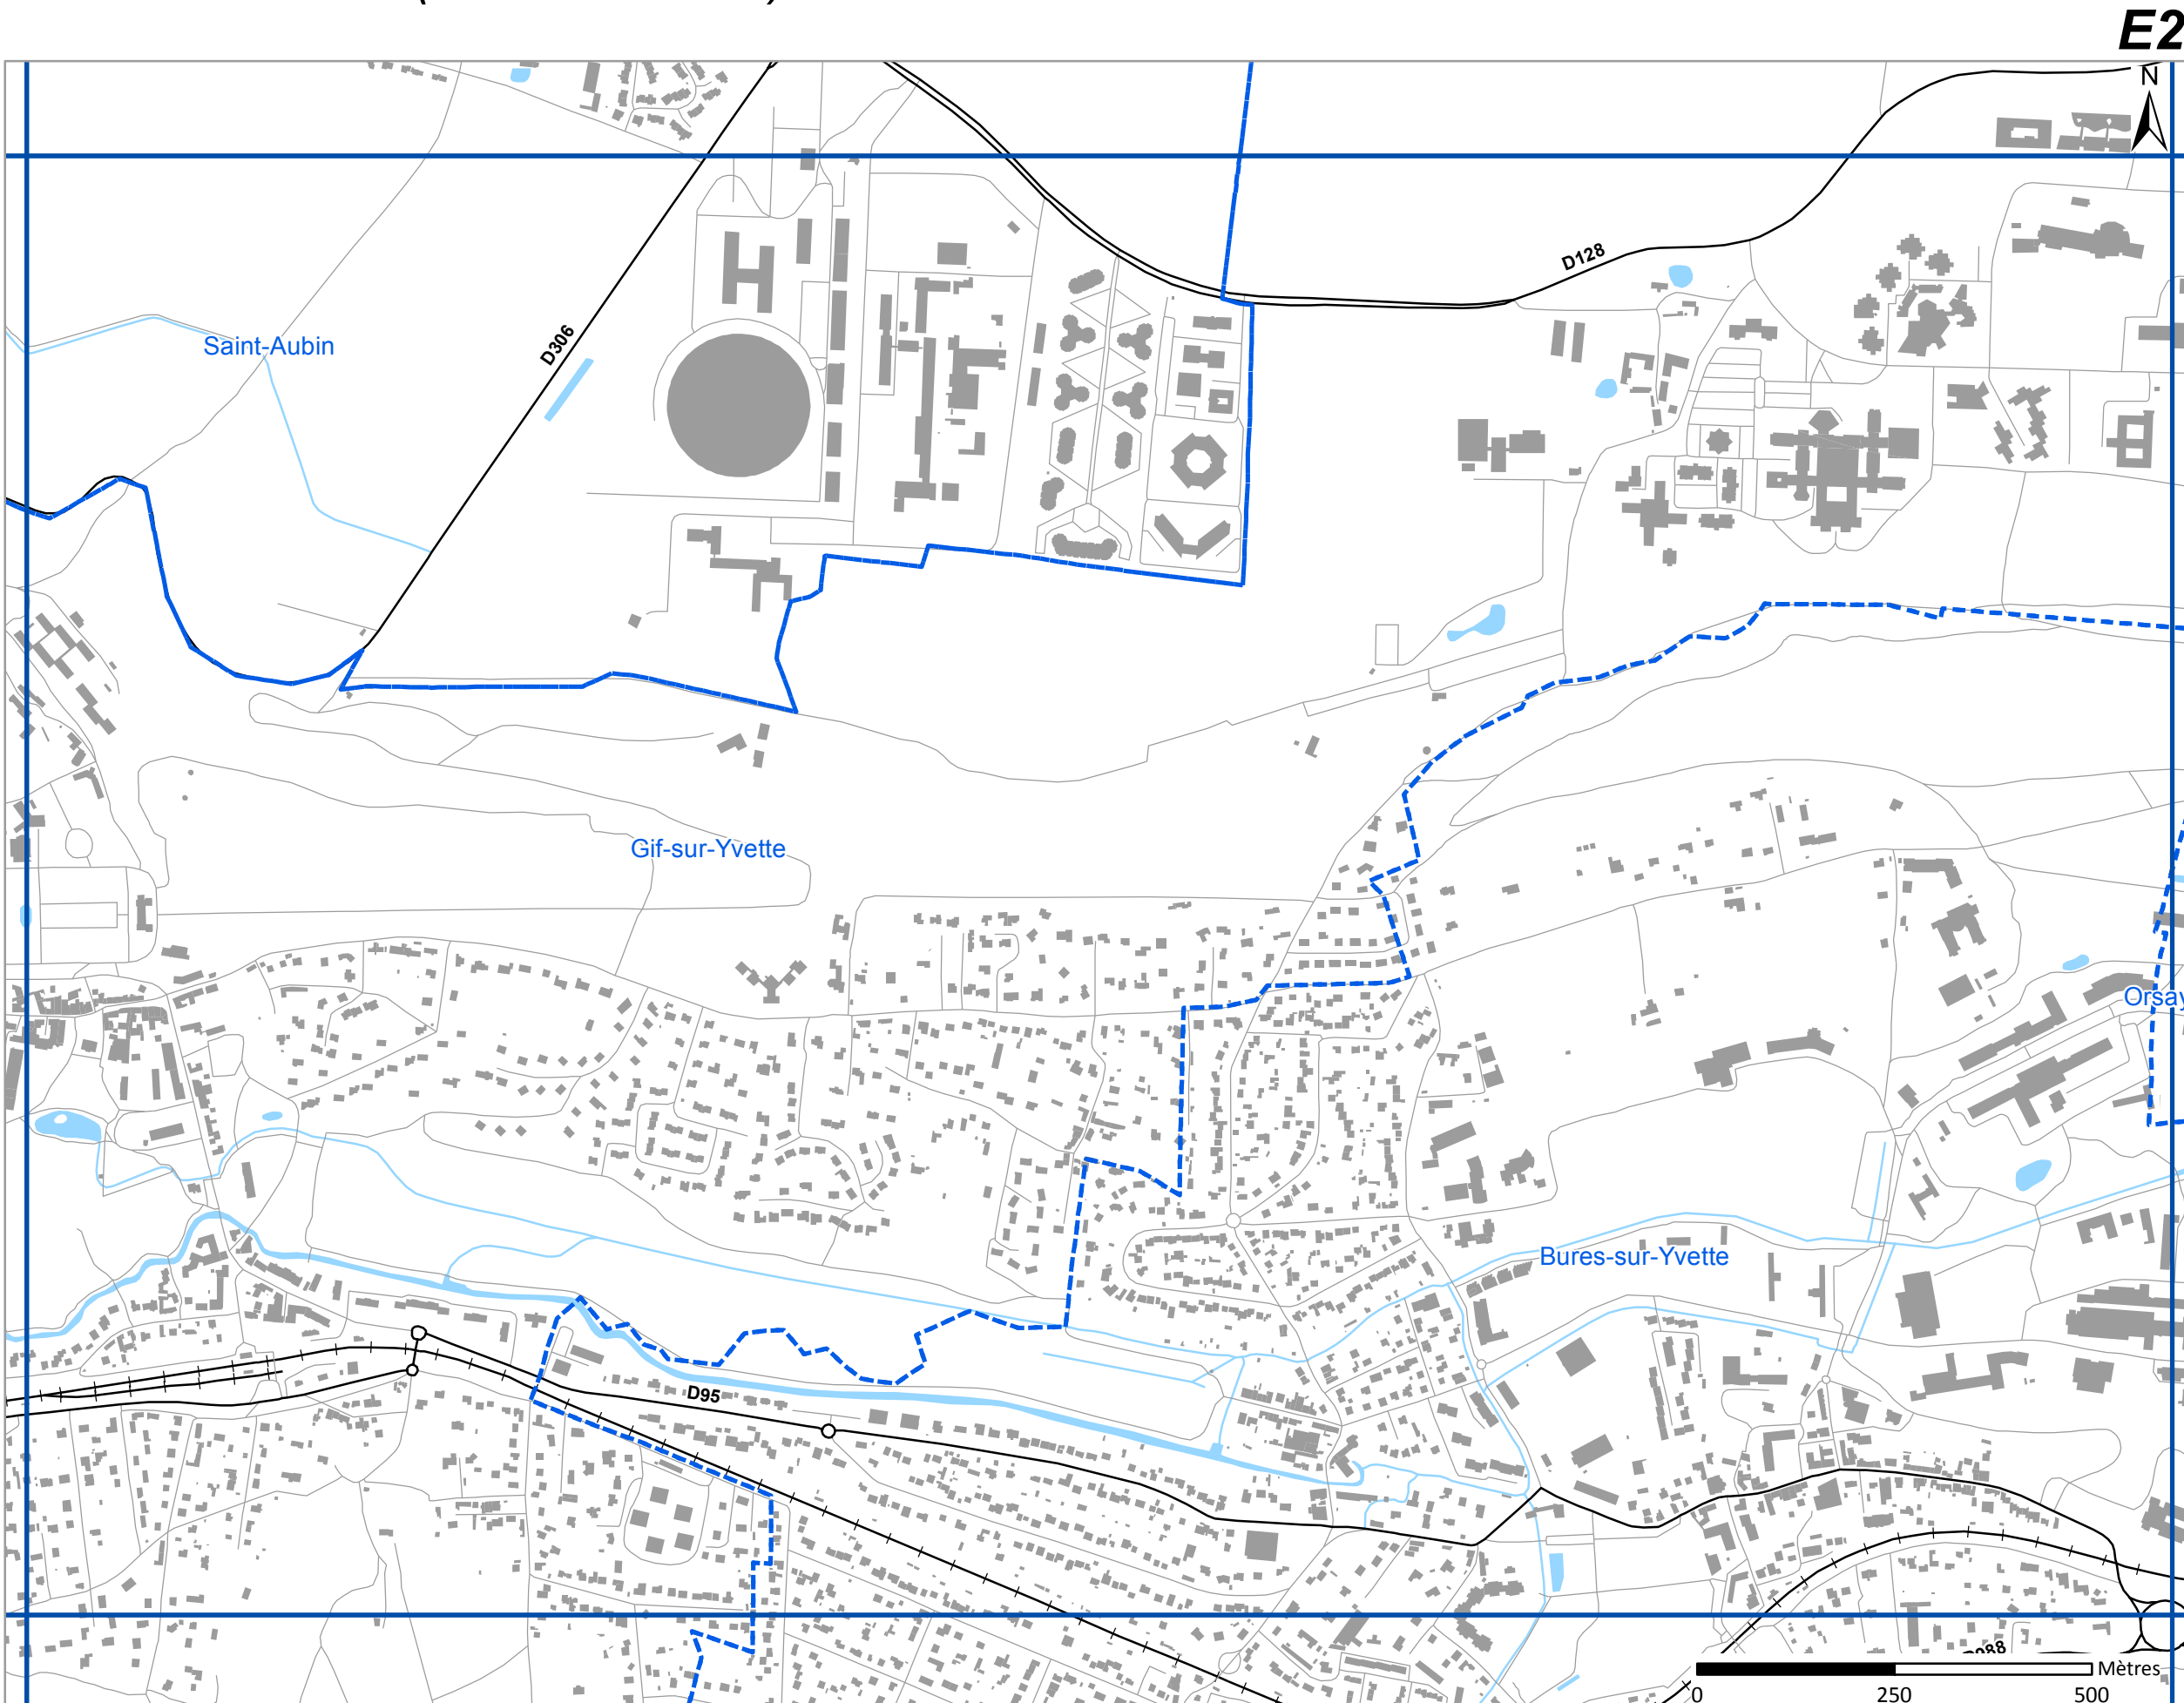 E2
N
D128
D306
Saint-Aubin
Gif-sur-Yvette
Orsay
Bures-sur-Yvette
D95
Mètres
0 250 500